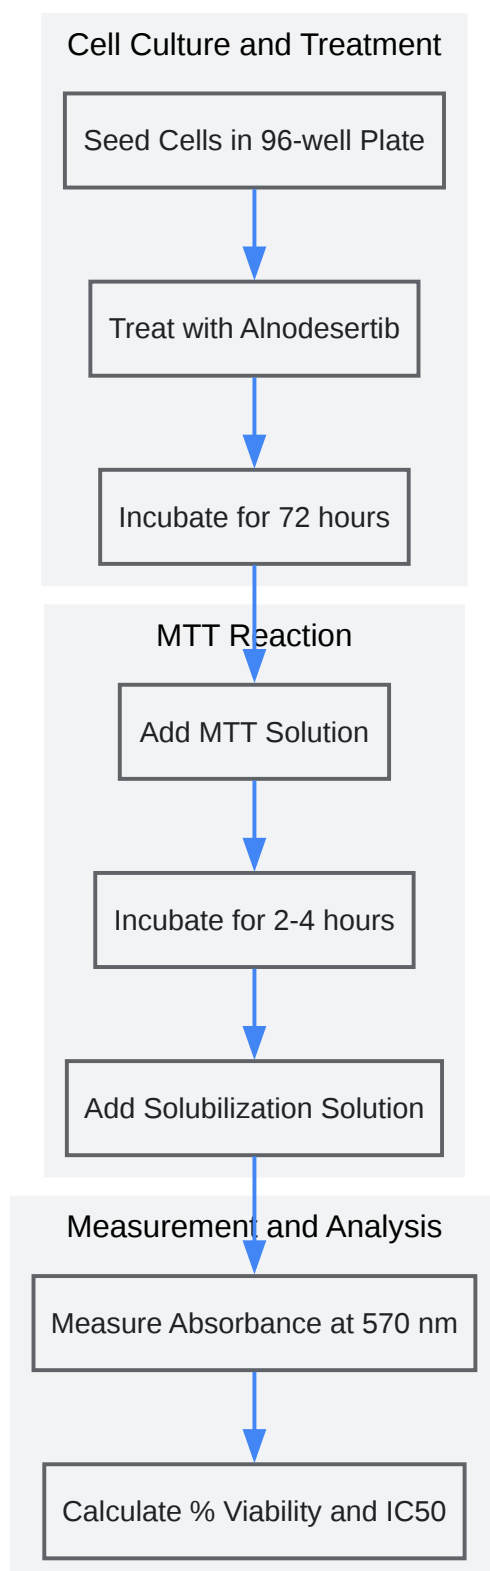 Cell Culture and Treatment
Seed Cells in 96-well Plate
Treat with Alnodesertib
Incubate for 72 hours
MTT Reaction
Add MTT Solution
Incubate for 2-4 hours
Add Solubilization Solution
Measurement and Analysis
Measure Absorbance at 570 nm
Calculate % Viability and IC50